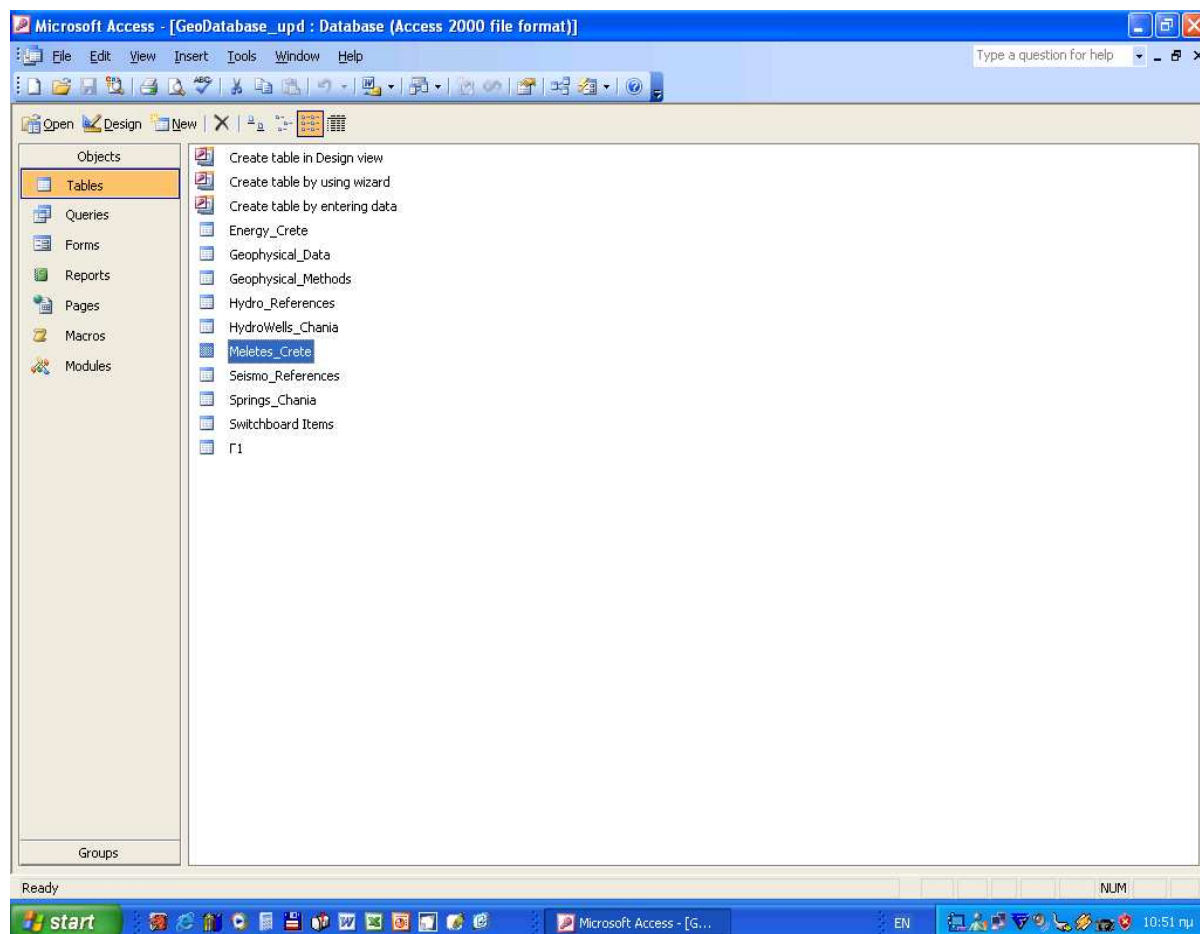 Microsoft Access - [GeoDatabase_upd : Database (Access 2000 file format)]
File Edit View Insert Tools Window Help
Type a question for help
Open Design New
Objects
Tables
Queries
Forms
Reports
Pages
Macros
Modules
Groups
Create table in Design view
Create table by using wizard
Create table by entering data
Energy_Crete
Geophysical_Data
Geophysical_Methods
Hydro_References
HydroWells_Chania
Meletes_Crete
Seismo_References
Springs_Chania
Switchboard Items
Γ1
Ready
NUM
start
Microsoft Access - [G...
EN
10:51 πμ